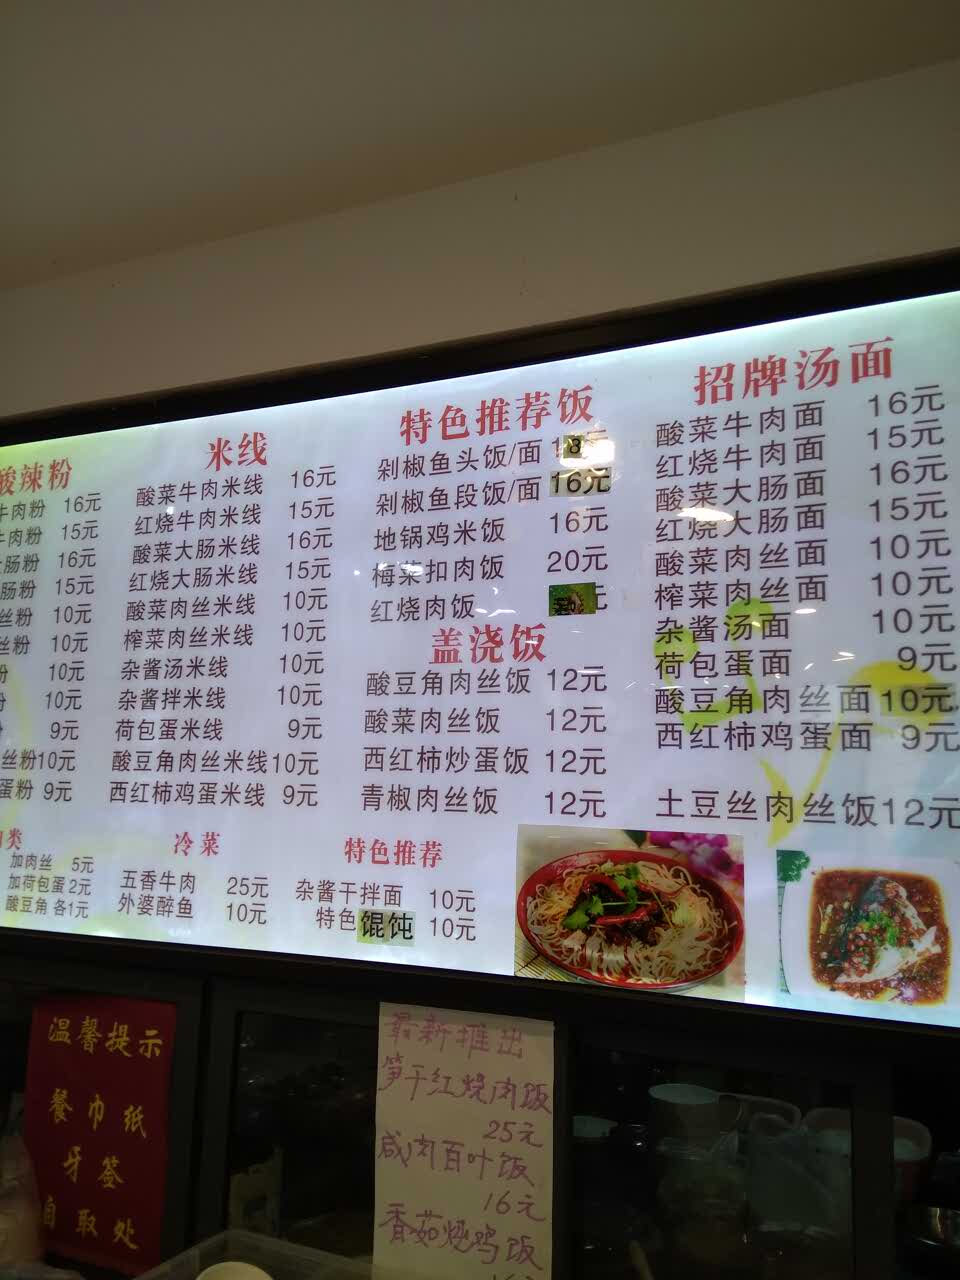 酸辣粉
牛肉粉 16元
牛肉粉 15元
大肠粉 16元
肠粉 15元
丝粉 10元
丝粉 10元
粉 10元
粉 10元
9元
丝粉10元
蛋粉 9元
米线
酸菜牛肉米线 16元
红烧牛肉米线 15元
酸菜大肠米线 16元
红烧大肠米线 15元
酸菜肉丝米线 10元
榨菜肉丝米线 10元
杂酱汤米线 10元
杂酱拌米线 10元
荷包蛋米线 9元
酸豆角肉丝米线10元
西红柿鸡蛋米线 9元
特色推荐饭
剁椒鱼头饭/面 18元
剁椒鱼段饭/面 16元
地锅鸡米饭 16元
梅菜扣肉饭 20元
红烧肉饭
盖浇饭
酸豆角肉丝饭 12元
酸菜肉丝饭 12元
西红柿炒蛋饭 12元
青椒肉丝饭 12元
招牌汤面
酸菜牛肉面 16元
红烧牛肉面 15元
酸菜大肠面 16元
红烧大肠面 15元
酸菜肉丝面 10元
榨菜肉丝面 10元
杂酱汤面 10元
荷包蛋面 9元
酸豆角肉丝面 10元
西红柿鸡蛋面 9元
土豆丝肉丝饭12元
类
加肉丝 5元
加荷包蛋 2元
酸豆角 各1元
冷菜
五香牛肉 25元
外婆醉鱼 10元
特色推荐
杂酱干拌面 10元
特色馄饨 10元
温馨提示
餐巾纸
牙签
自取处
最新推出
笋干红烧肉饭
25元
咸肉百叶饭
16元
香菇烧鸡饭